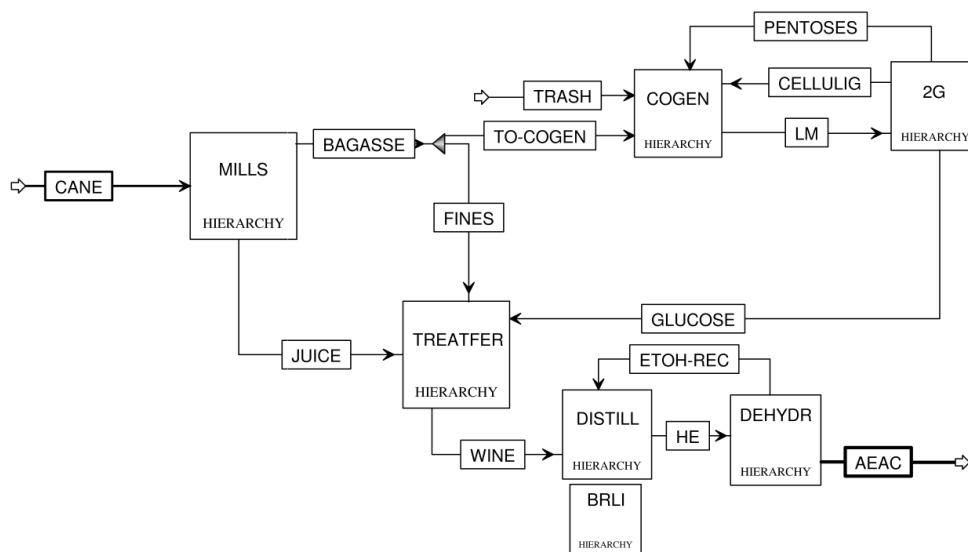 PENTOSES
TRASH
COGEN
HIERARCHY
CELLULIG
2G
HIERARCHY
BAGASSE
TO-COGEN
LM
CANE
MILLS
HIERARCHY
FINES
JUICE
TREATFER
HIERARCHY
GLUCOSE
ETOH-REC
WINE
DISTILL
HIERARCHY
HE
DEHYDR
HIERARCHY
AEAC
BRLI
HIERARCHY